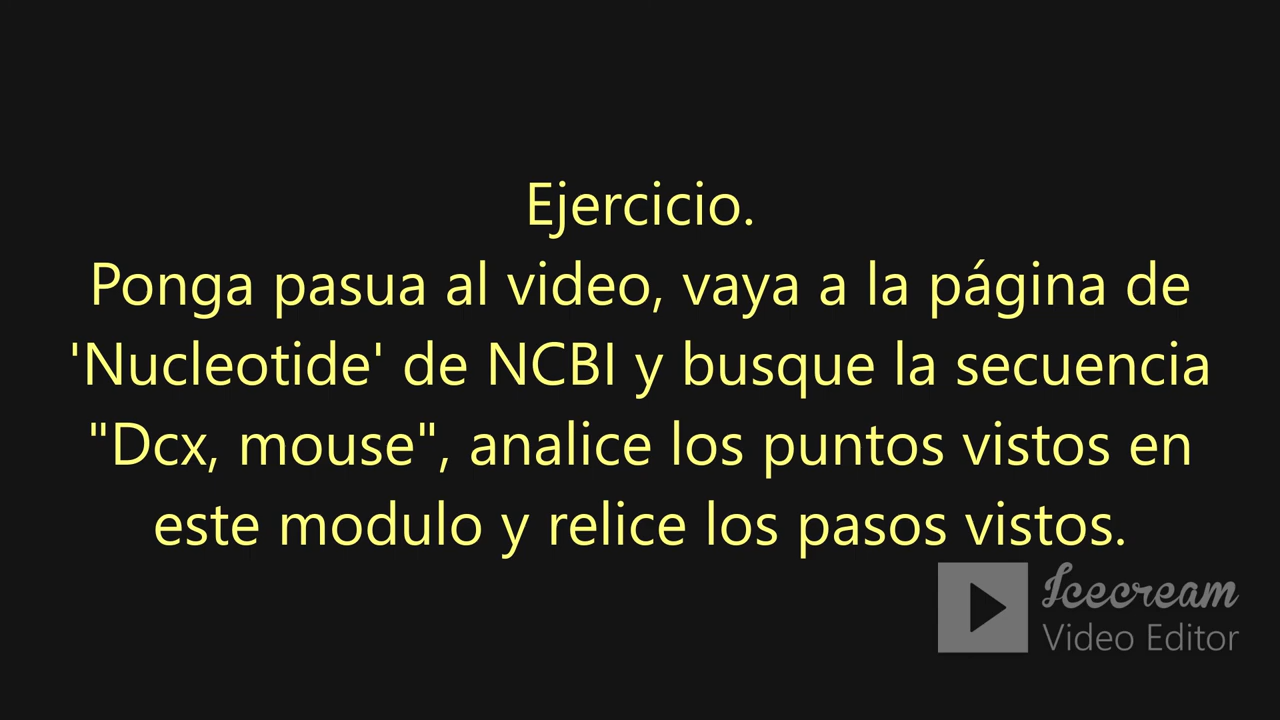 Ejercicio.
Ponga pasua al video, vaya a la página de
'Nucleotide' de NCBI y busque la secuencia
"Dcx, mouse", analice los puntos vistos en
este modulo y relice los pasos vistos.
Icecream
Video Editor